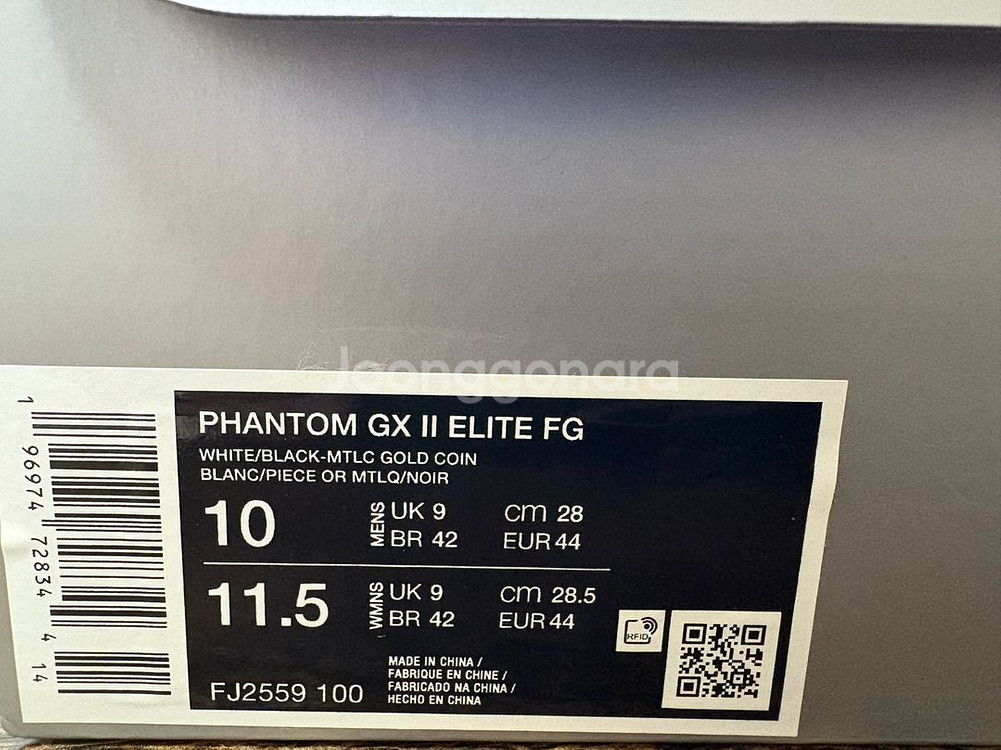 Joonggonara
PHANTOM GX II ELITE FG
WHITE/BLACK-MTLC GOLD COIN
BLANC/PIECE OR MTLQ/NOIR
10
MENS
UK 9
cm 28
BR 42
EUR 44
11.5
WMNS
UK 9
cm 28.5
BR 42
EUR 44
RFID
MADE IN CHINA /
FABRIQUE EN CHINE /
FABRICADO NA CHINA /
HECHO EN CHINA
FJ2559 100
1 96974 72834 4 14